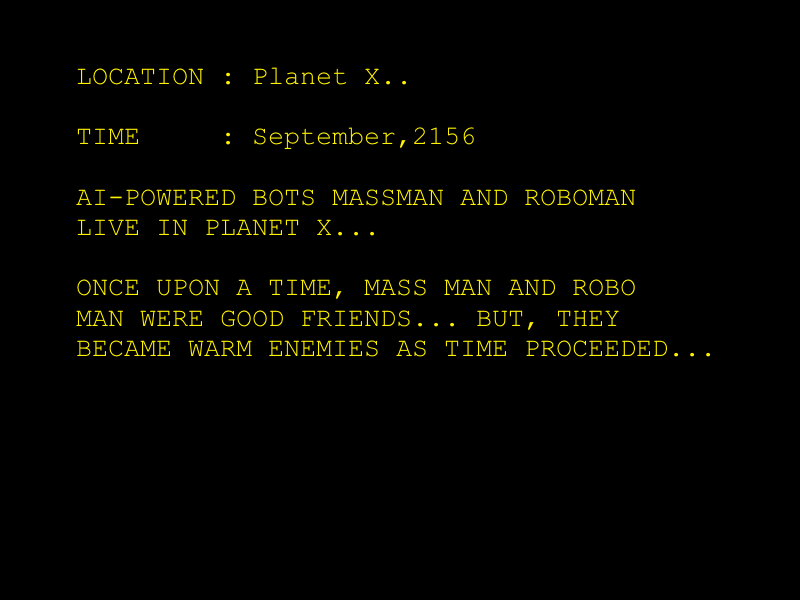 LOCATION : Planet X..
TIME     : September,2156
AI-POWERED BOTS MASSMAN AND ROBOMAN
LIVE IN PLANET X...
ONCE UPON A TIME, MASS MAN AND ROBO
MAN WERE GOOD FRIENDS... BUT, THEY
BECAME WARM ENEMIES AS TIME PROCEEDED...